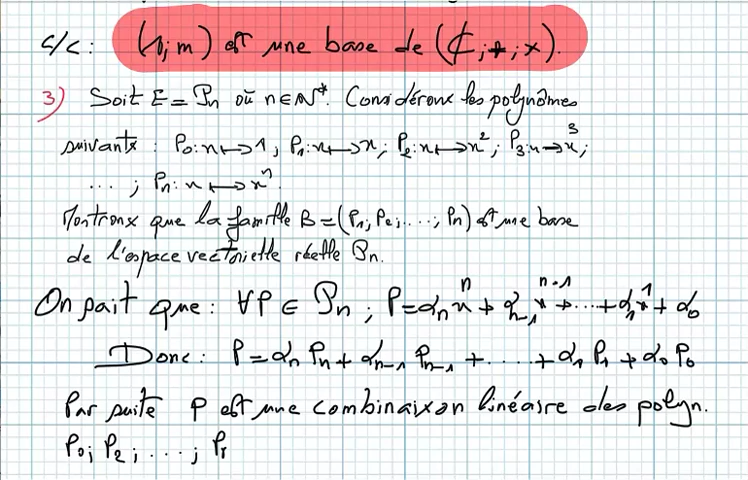 c/c : (1; m) est une base de (ℂ; +; ×).
3) Soit E = Pn où n∈ℕ*. Considéronx les polynômes
suivants : P0: x ↦ 1 ; P1: x ↦ x ; P2: x ↦ x² ; P3: x → x³ ;
... ; Pn : x ↦ xⁿ.
Montronx que la famille B = (P1; P2; ...; Pn) est une base
de l'espace vectorielle réelle Pn.
On sait que : ∀P ∈ Pn ; P = αn xⁿ + αn-1 xⁿ⁻¹ + ... + α1 x¹ + α0
Donc : P = αn Pn + αn-1 Pn-1 + .... + α1 P1 + α0 P0
Par suite P est une combinaixon linéaire des polyn.
P0; P2; ...; Pr